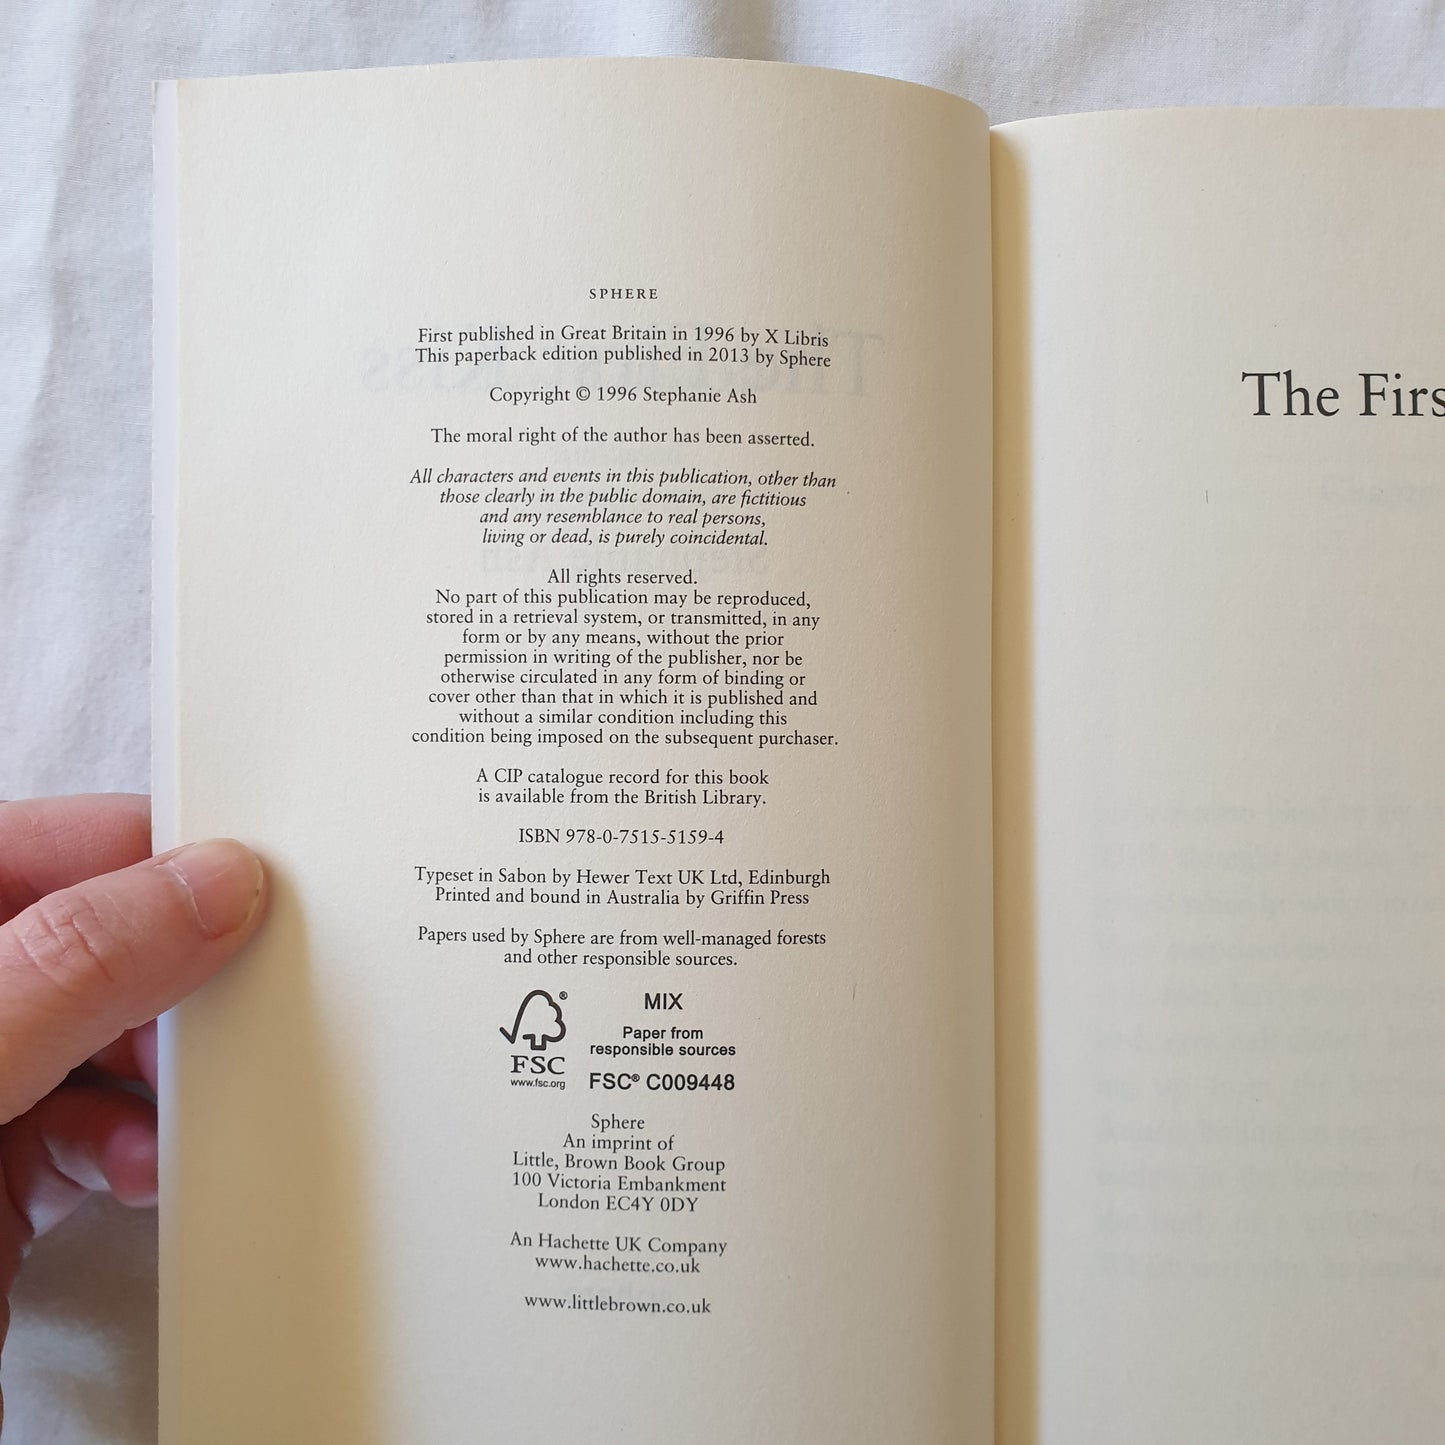 SPHERE
First published in Great Britain in 1996 by X Libris
This paperback edition published in 2013 by Sphere
Copyright © 1996 Stephanie Ash
The moral right of the author has been asserted.
All characters and events in this publication, other than
those clearly in the public domain, are fictitious
and any resemblance to real persons,
living or dead, is purely coincidental.
All rights reserved.
No part of this publication may be reproduced,
stored in a retrieval system, or transmitted, in any
form or by any means, without the prior
permission in writing of the publisher, nor be
otherwise circulated in any form of binding or
cover other than that in which it is published and
without a similar condition including this
condition being imposed on the subsequent purchaser.
A CIP catalogue record for this book
is available from the British Library.
ISBN 978-0-7515-5159-4
Typeset in Sabon by Hewer Text UK Ltd, Edinburgh
Printed and bound in Australia by Griffin Press
Papers used by Sphere are from well-managed forests
and other responsible sources.
FSC®
www.fsc.org
MIX
Paper from
responsible sources
FSC® C009448
Sphere
An imprint of
Little, Brown Book Group
100 Victoria Embankment
London EC4Y 0DY
An Hachette UK Company
www.hachette.co.uk
www.littlebrown.co.uk
The Firs